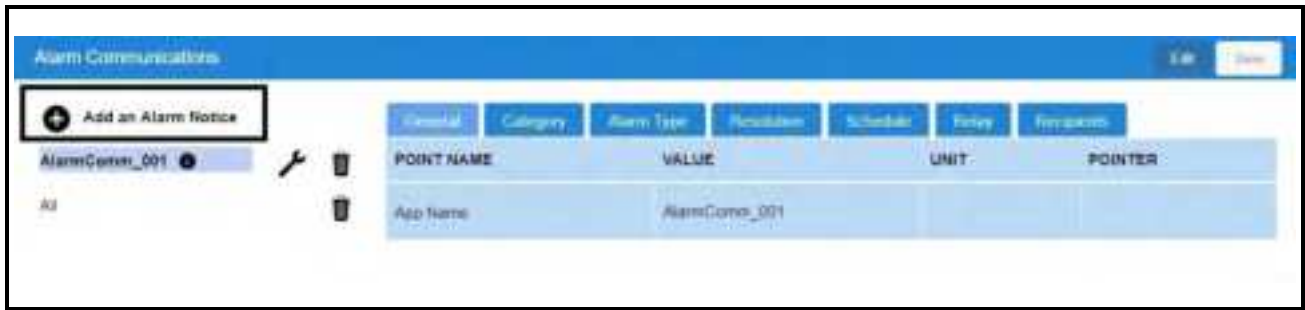 Alarm Communications
Edit
Save
Add an Alarm Notice
General Category Alarm Type Resolution Schedule Relay Recipients
AlarmComm_001
POINT NAME VALUE UNIT POINTER
All
App Name AlarmComm_001